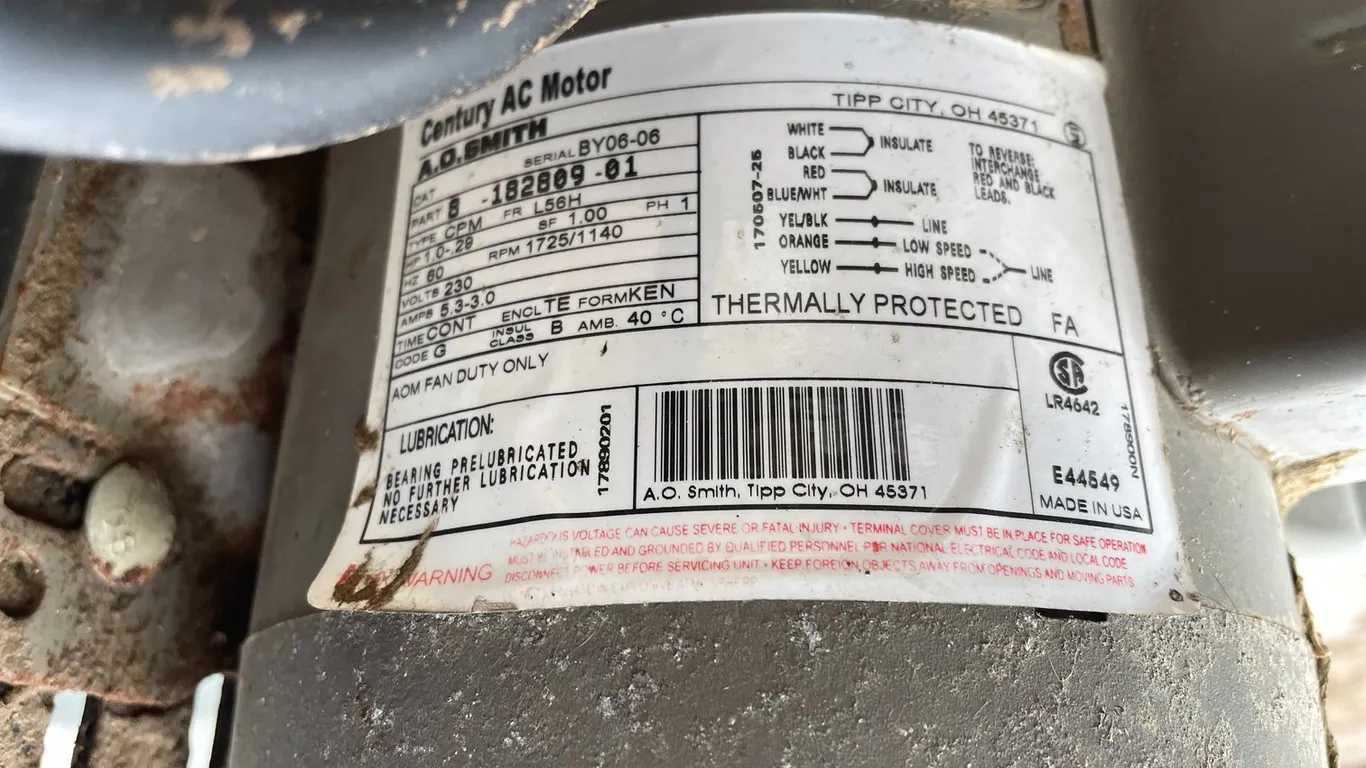 Century AC Motor
A.O.SMITH
TIPP CITY, OH 45371
CAT SERIAL BY06-06
PART 8 -182809 -01
TYPE CPM FR L56H
HP 1.0-.29 SF 1.00 PH 1
HZ 60 RPM 1725/1140
VOLTS 230
AMPS 5.3-3.0
TIME CONT ENCL TE FORM KEN
CODE G INSUL CLASS B AMB. 40 °C
AOM FAN DUTY ONLY
170507-25
WHITE
BLACK
INSULATE
RED
BLUE/WHT
INSULATE
YEL/BLK LINE
ORANGE LOW SPEED
YELLOW HIGH SPEED
LINE
TO REVERSE:
INTERCHANGE
RED AND BLACK
LEADS.
THERMALLY PROTECTED FA
LUBRICATION:
BEARING PRELUBRICATED
NO FURTHER LUBRICATION
NECESSARY
17890201
A.O. Smith, Tipp City, OH 45371
SA
LR4642
178900N
E44549
MADE IN USA
WARNING
HAZARDOUS VOLTAGE CAN CAUSE SEVERE OR FATAL INJURY • TERMINAL COVER MUST BE IN PLACE FOR SAFE OPERATION
MUST BE INSTALLED AND GROUNDED BY QUALIFIED PERSONNEL PER NATIONAL ELECTRICAL CODE AND LOCAL CODE
DISCONNECT POWER BEFORE SERVICING UNIT • KEEP FOREIGN OBJECTS AWAY FROM OPENINGS AND MOVING PARTS